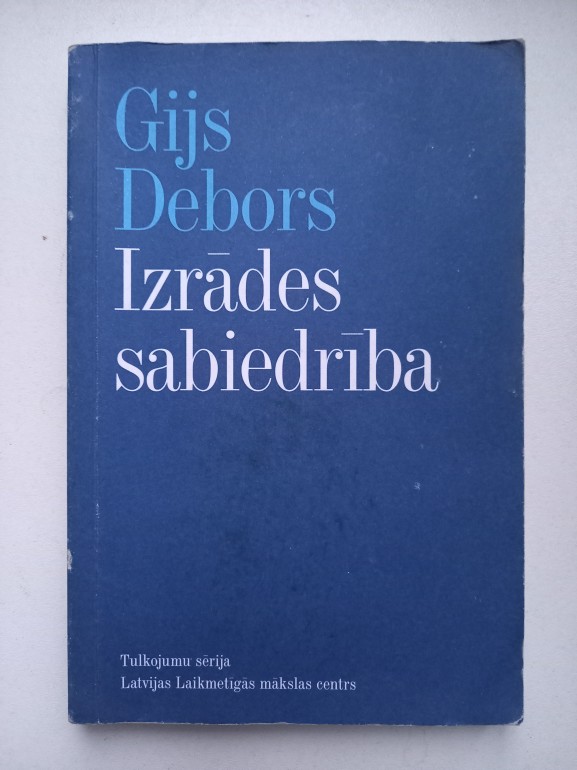 Gijs
Debors
Izrādes
sabiedrība
Tulkojumu sērija
Latvijas Laikmetīgās mākslas centrs